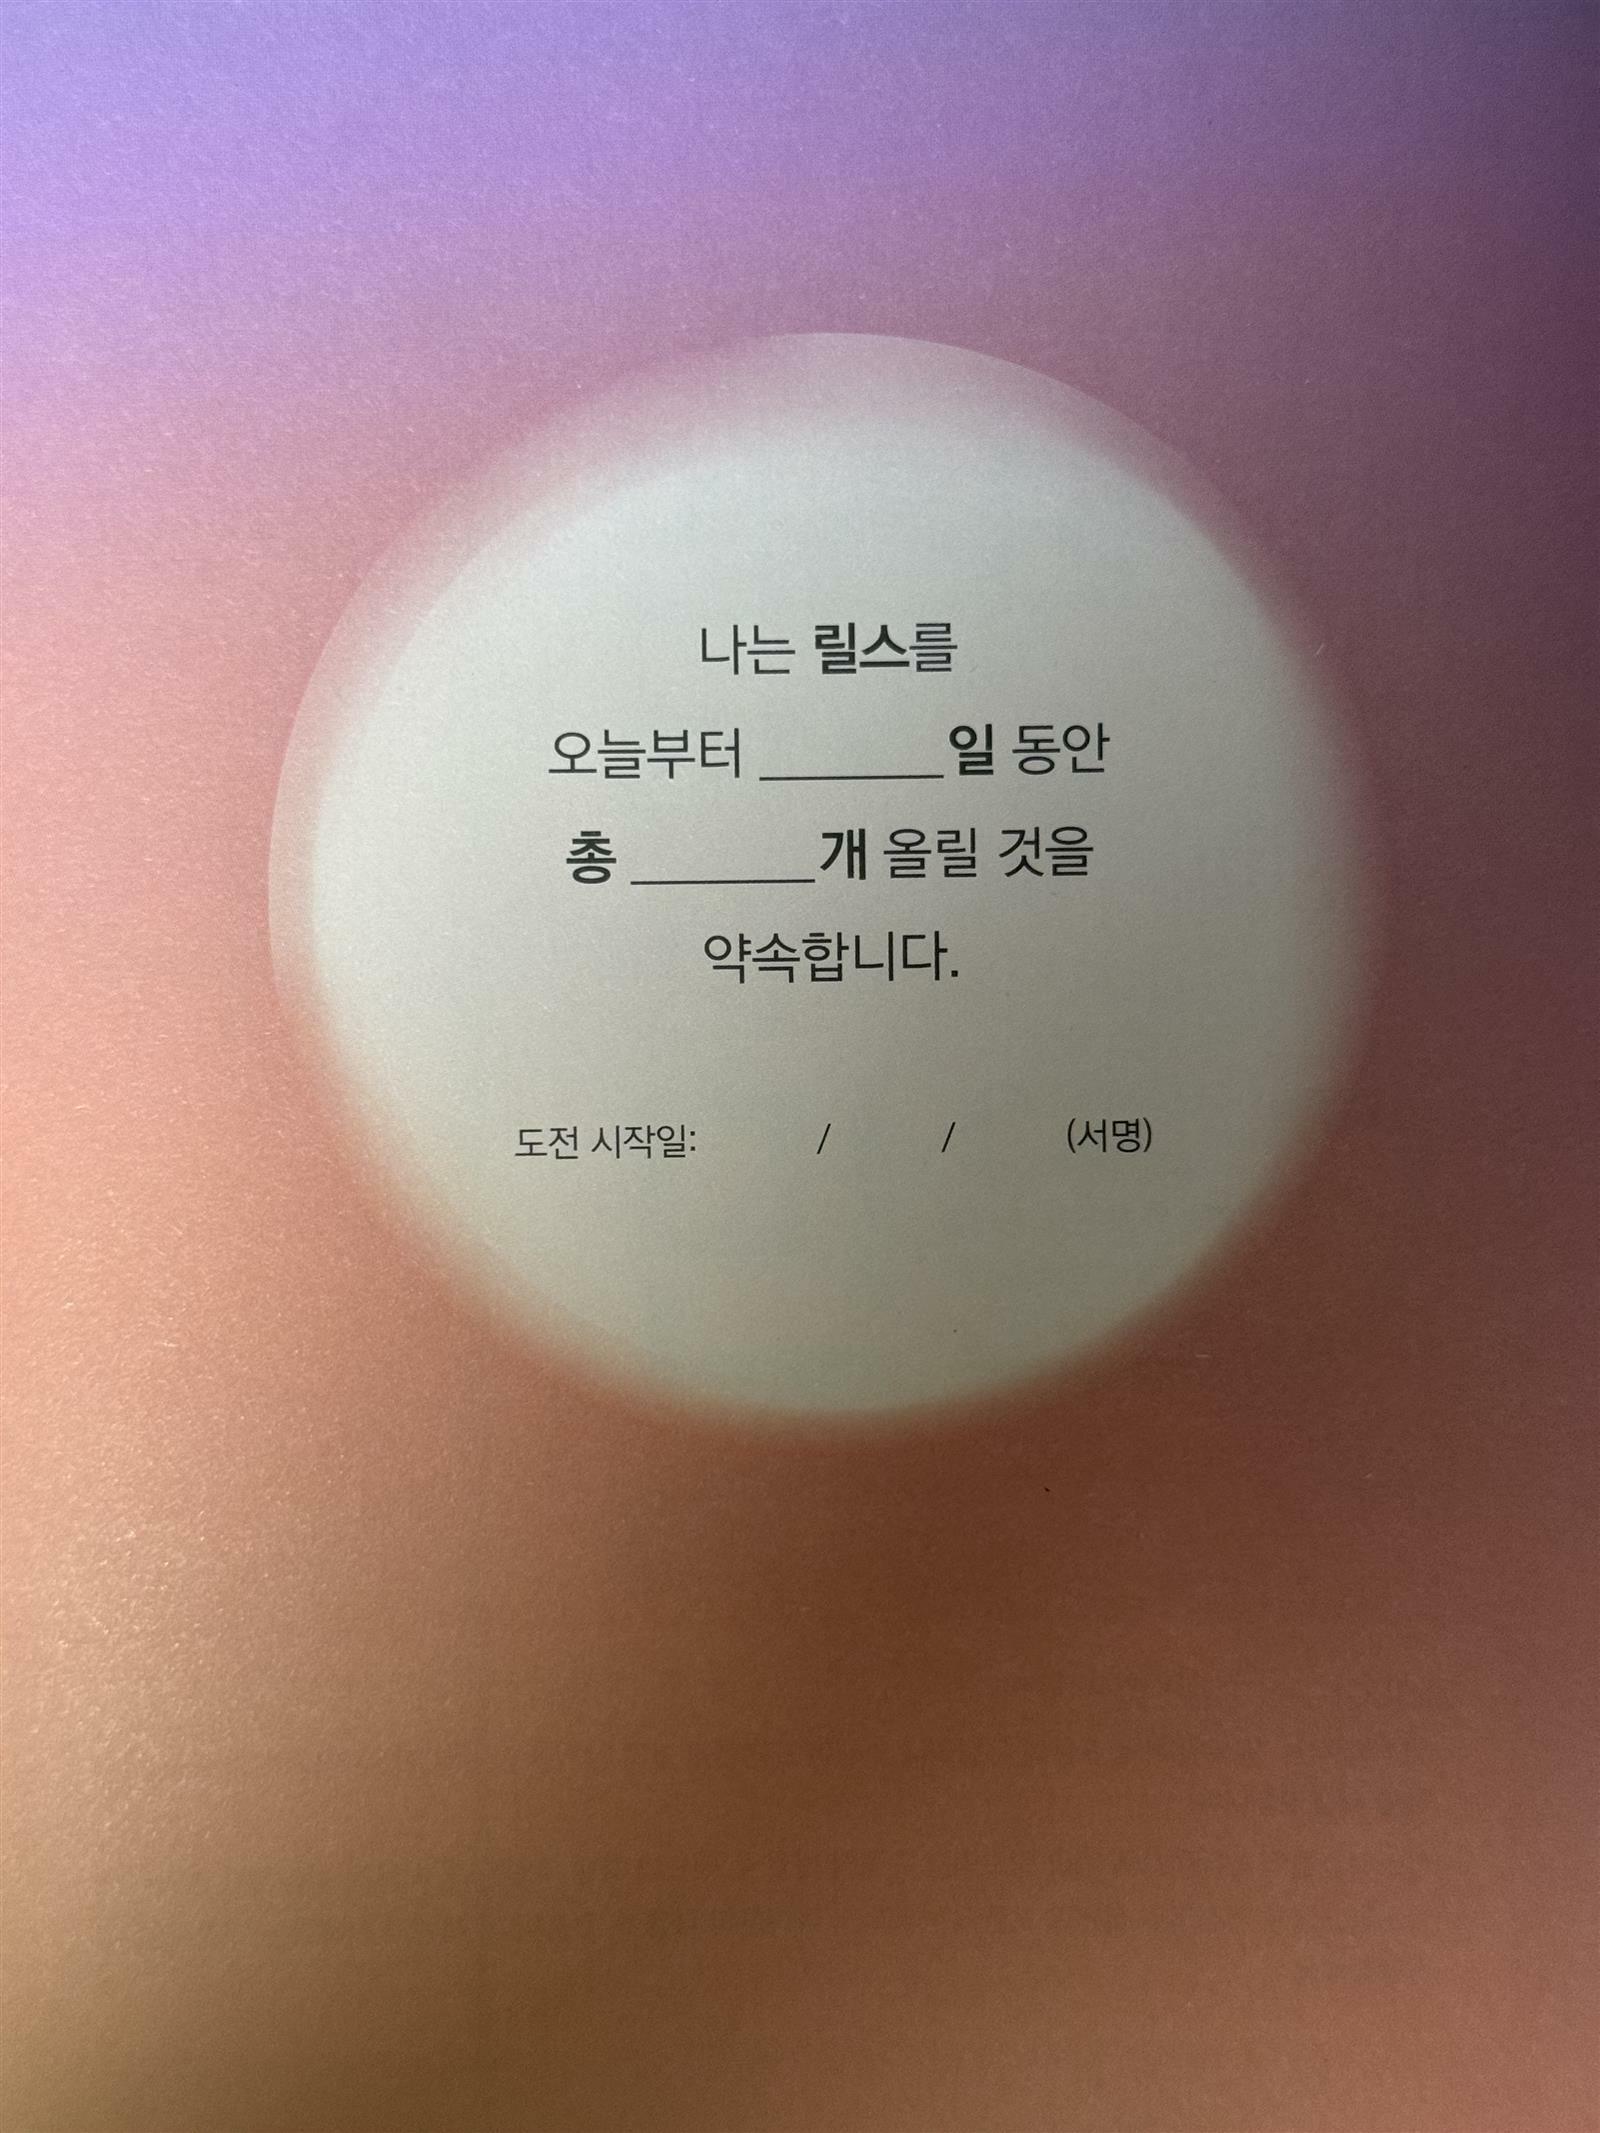 나는 릴스를
오늘부터 ______일 동안
총 ______개 올릴 것을
약속합니다.
도전 시작일: / / (서명)